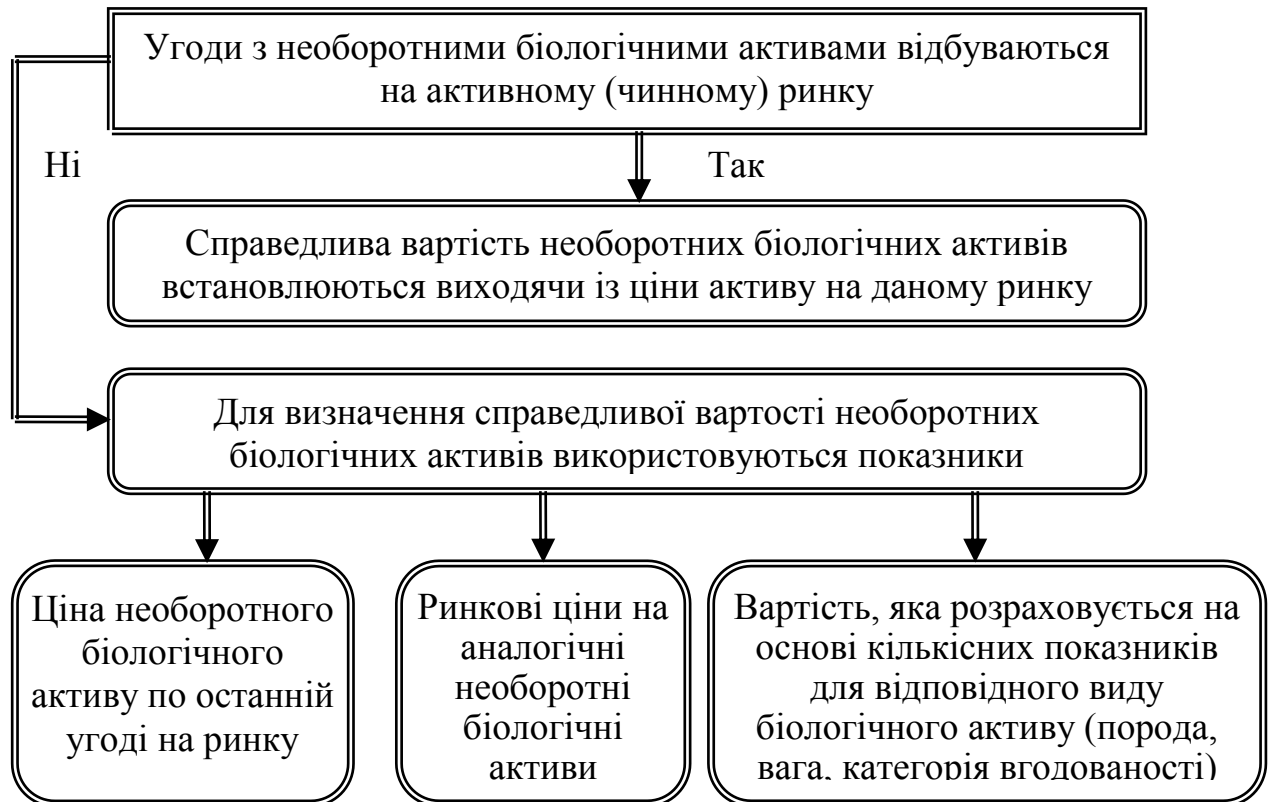 Угоди з необоротними біологічними активами відбуваються
на активному (чинному) ринку
Ні
Так
Справедлива вартість необоротних біологічних активів
встановлюються виходячи із ціни активу на даному ринку
Для визначення справедливої вартості необоротних
біологічних активів використовуються показники
Ціна необоротного
біологічного
активу по останній
угоді на ринку
Ринкові ціни на
аналогічні
необоротні
біологічні
активи
Вартість, яка розраховується на
основі кількісних показників
для відповідного виду
біологічного активу (порода,
вага, категорія вгодованості)